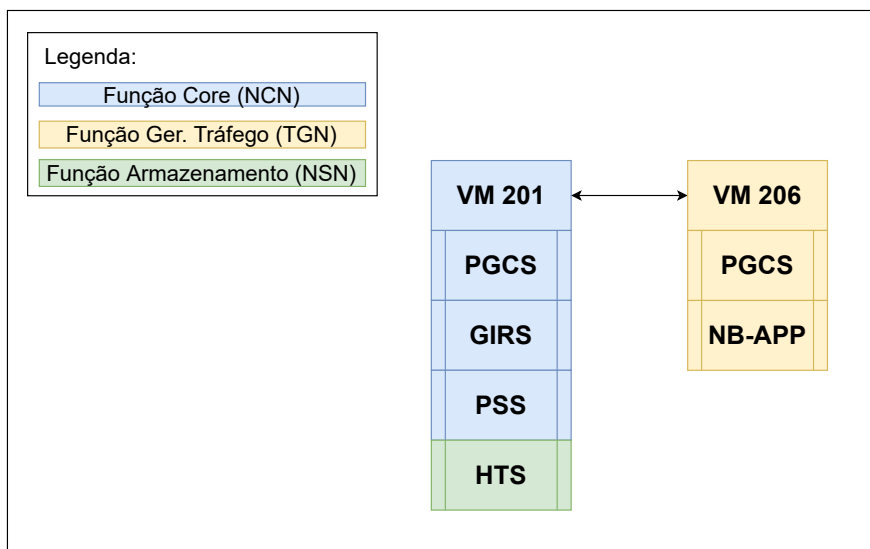 Legenda:
Função Core (NCN)
Função Ger. Tráfego (TGN)
Função Armazenamento (NSN)
VM 201
PGCS
GIRS
PSS
HTS
VM 206
PGCS
NB-APP